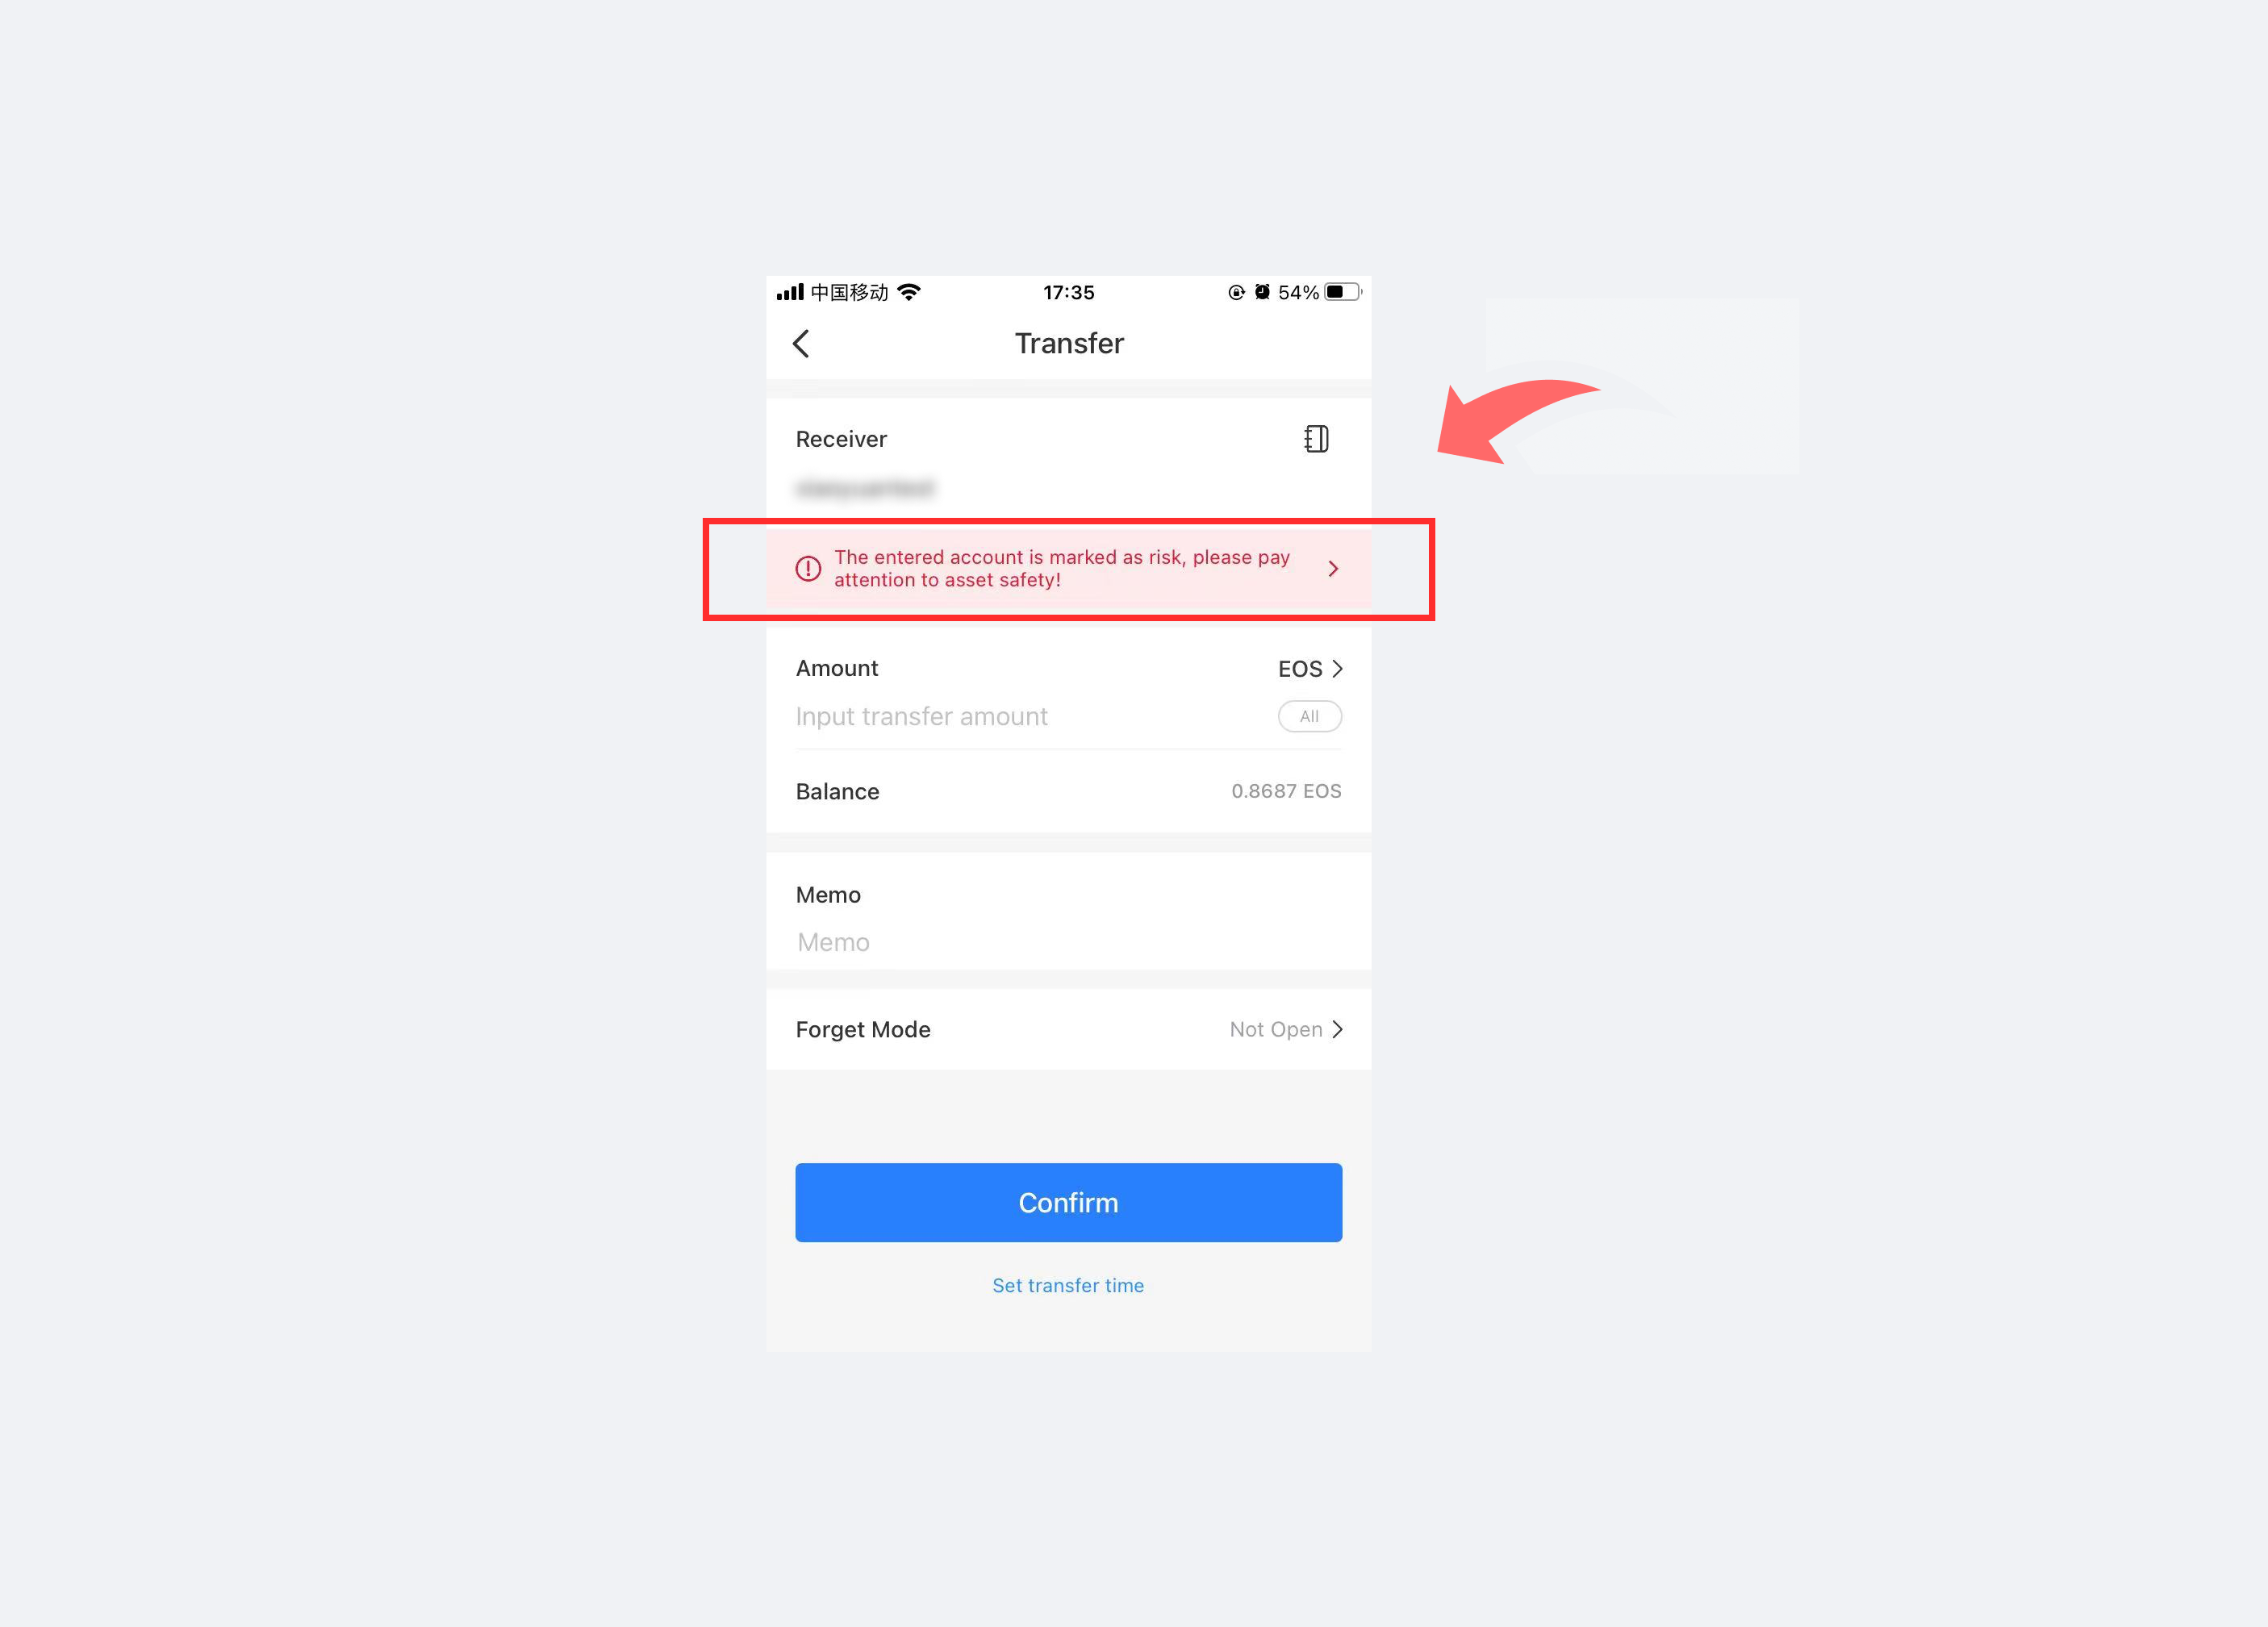 中国移动
17:35
54%
Transfer
Receiver
The entered account is marked as risk, please pay
attention to asset safety!
Amount
EOS
Input transfer amount
All
Balance
0.8687 EOS
Memo
Memo
Forget Mode
Not Open
Confirm
Set transfer time